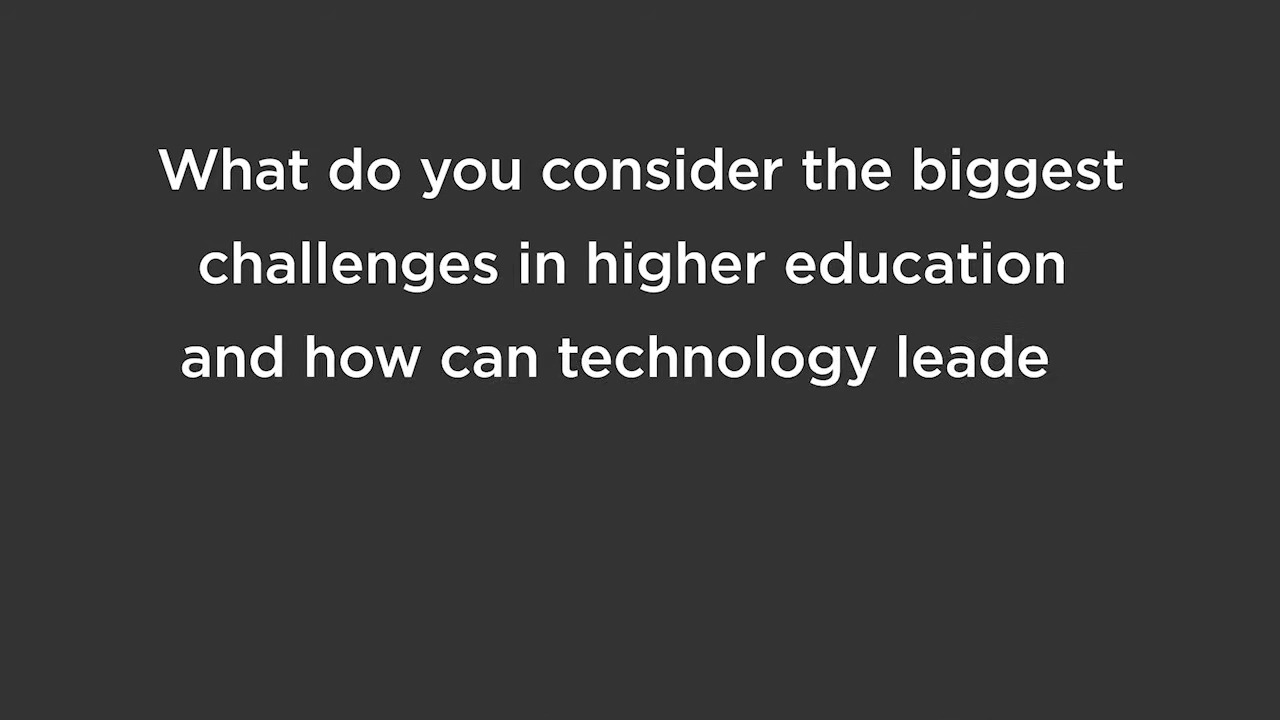 What do you consider the biggest
challenges in higher education
and how can technology leade